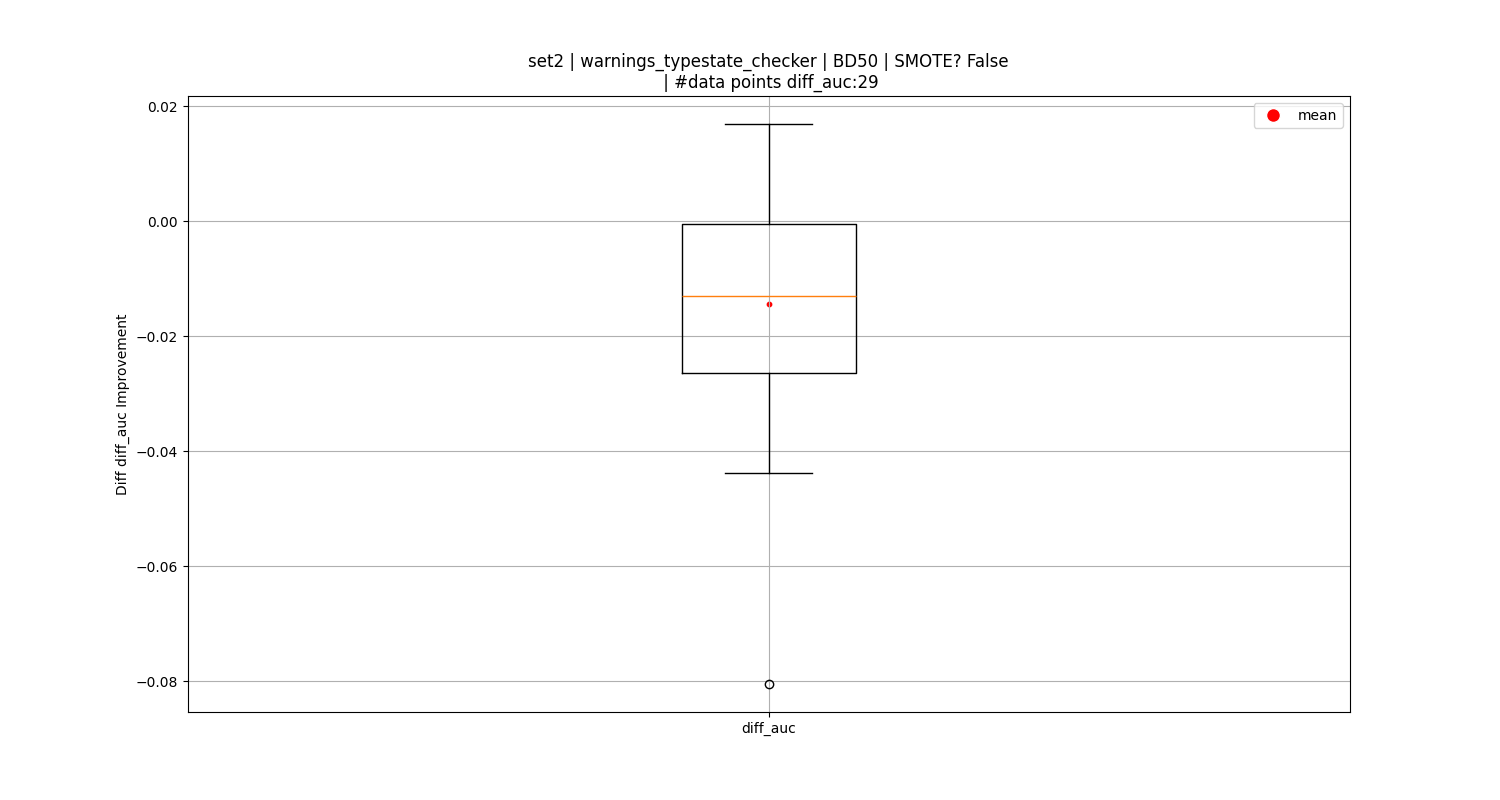 set2 | warnings_typestate_checker | BD50 | SMOTE? False
| #data points diff_auc:29
mean
0.02
0.00
−0.02
−0.04
−0.06
−0.08
Diff diff_auc Improvement
diff_auc